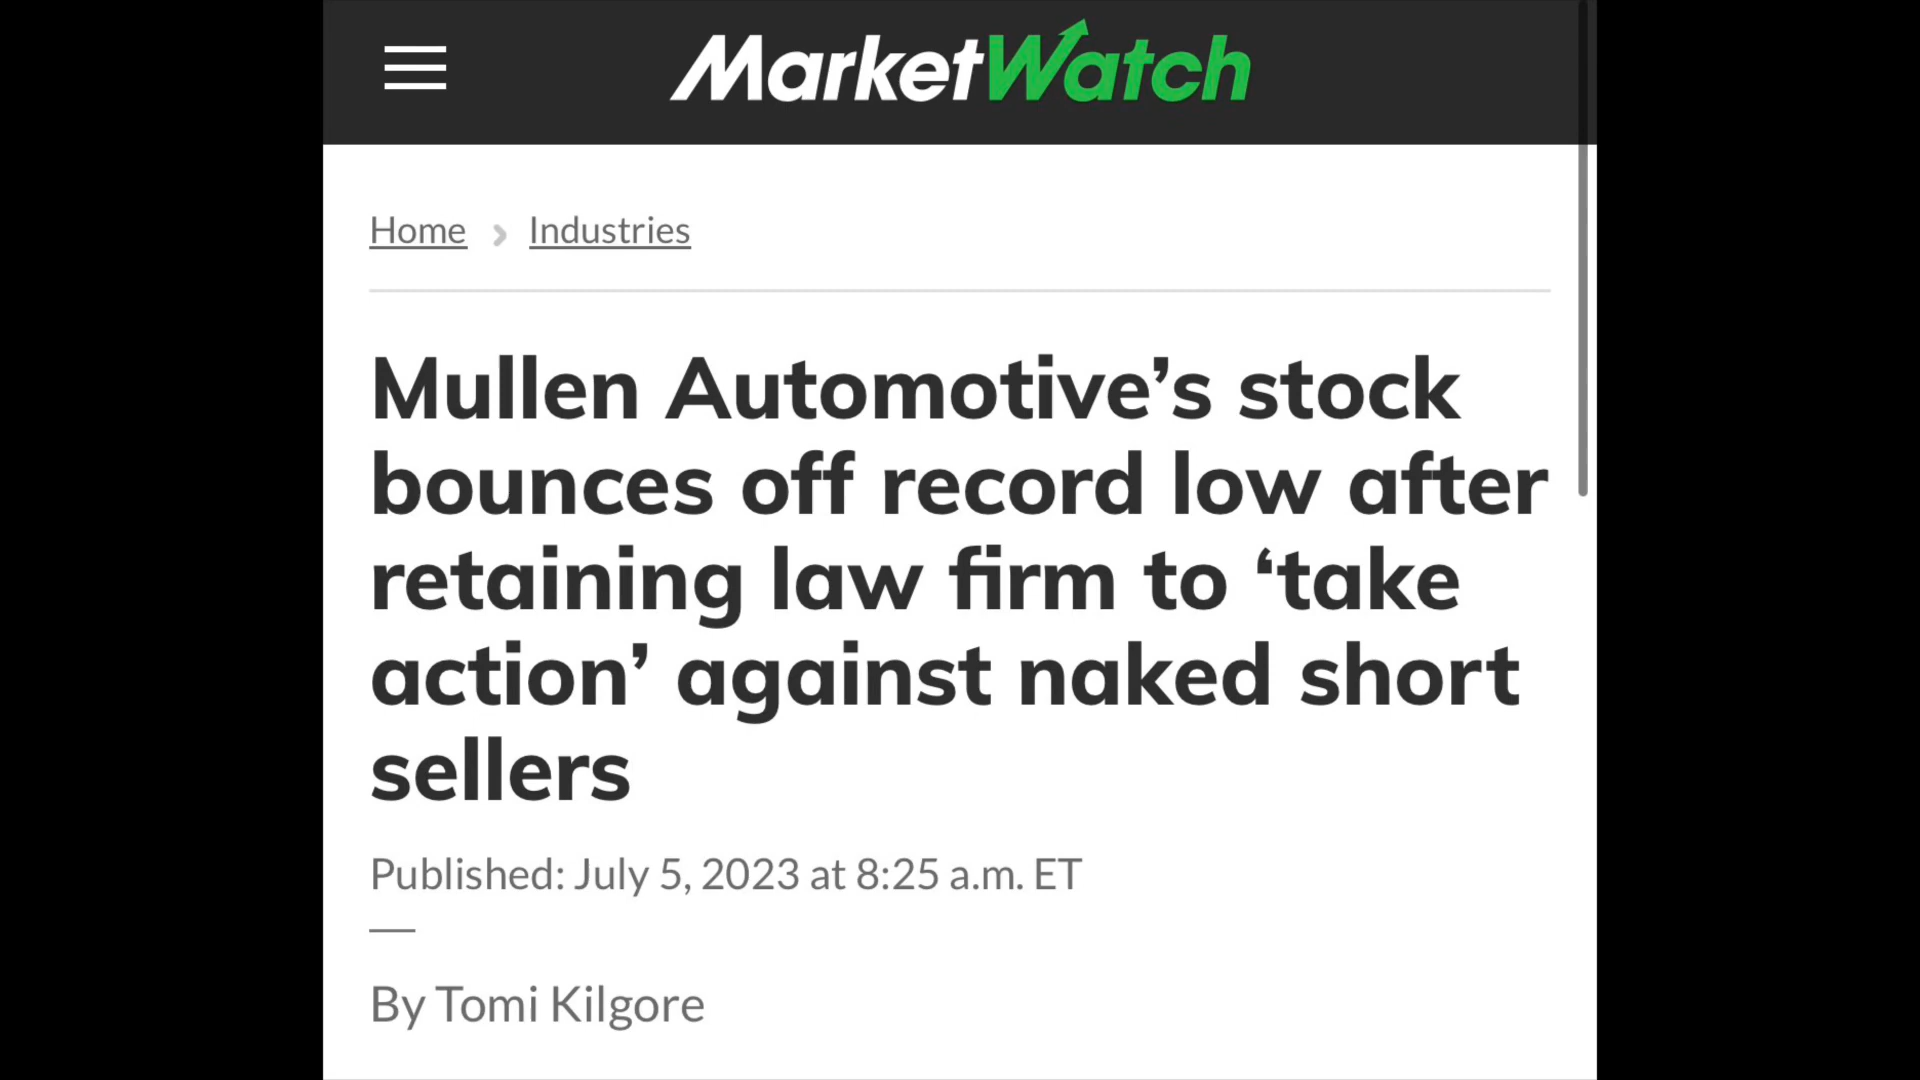 MarketWatch
Home > Industries
Mullen Automotive’s stock
bounces off record low after
retaining law firm to ‘take
action’ against naked short
sellers
Published: July 5, 2023 at 8:25 a.m. ET
By Tomi Kilgore